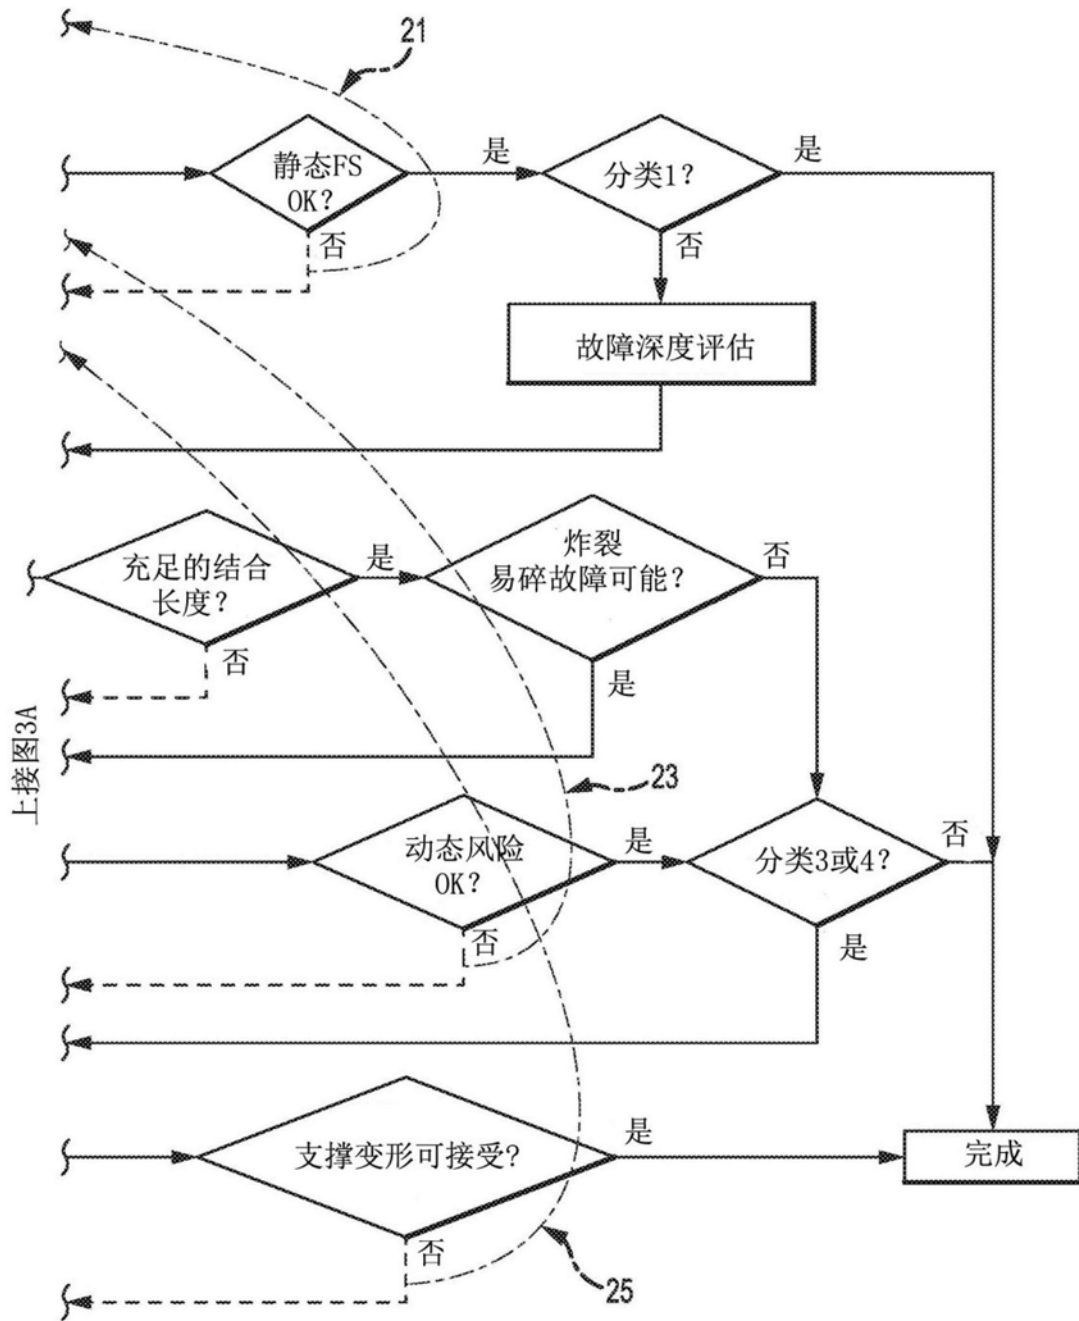 21
静态FS
OK?
是
分类1?
是
否
否
故障深度评估
充足的结合
长度?
是
炸裂
易碎故障可能?
否
否
是
上接图3A
23
动态风险
OK?
是
分类3或4?
否
否
是
支撑变形可接受?
是
完成
否
25